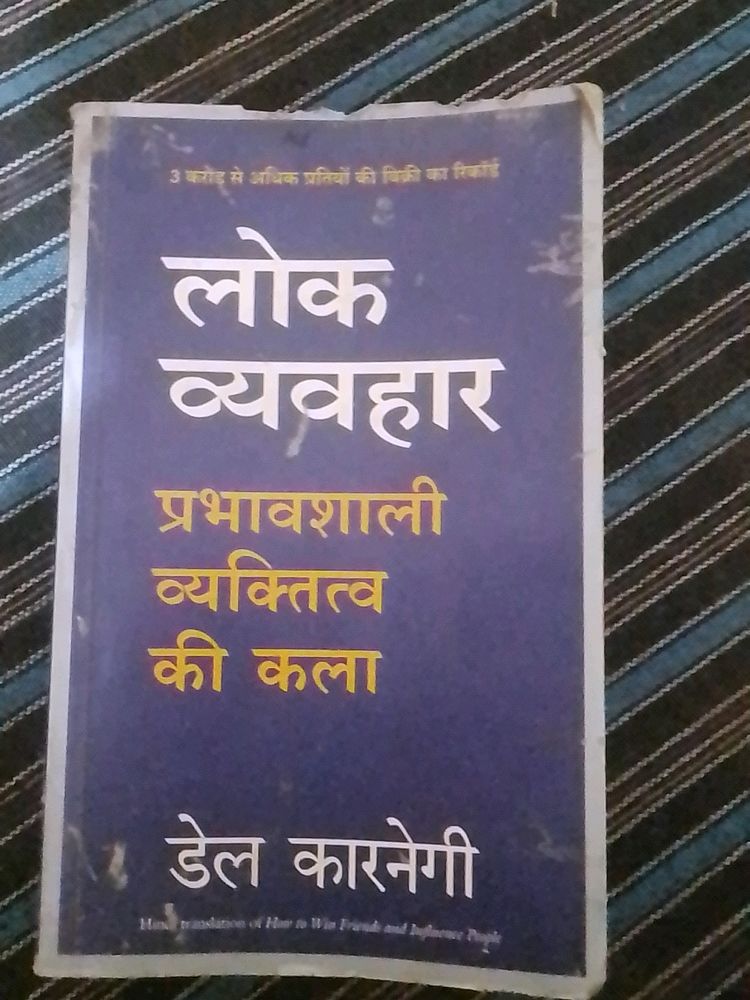 3 करोड़ से अधिक प्रतियों की बिक्री का रिकॉर्ड
लोक
व्यवहार
प्रभावशाली
व्यक्तित्व
की कला
डेल कारनेगी
Hindi translation of How to Win Friends and Influence People